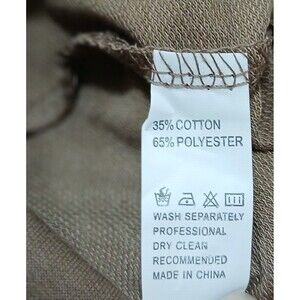 35% COTTON
65% POLYESTER
WASH SEPARATELY
PROFESSIONAL
DRY CLEAN
RECOMMENDED
MADE IN CHINA